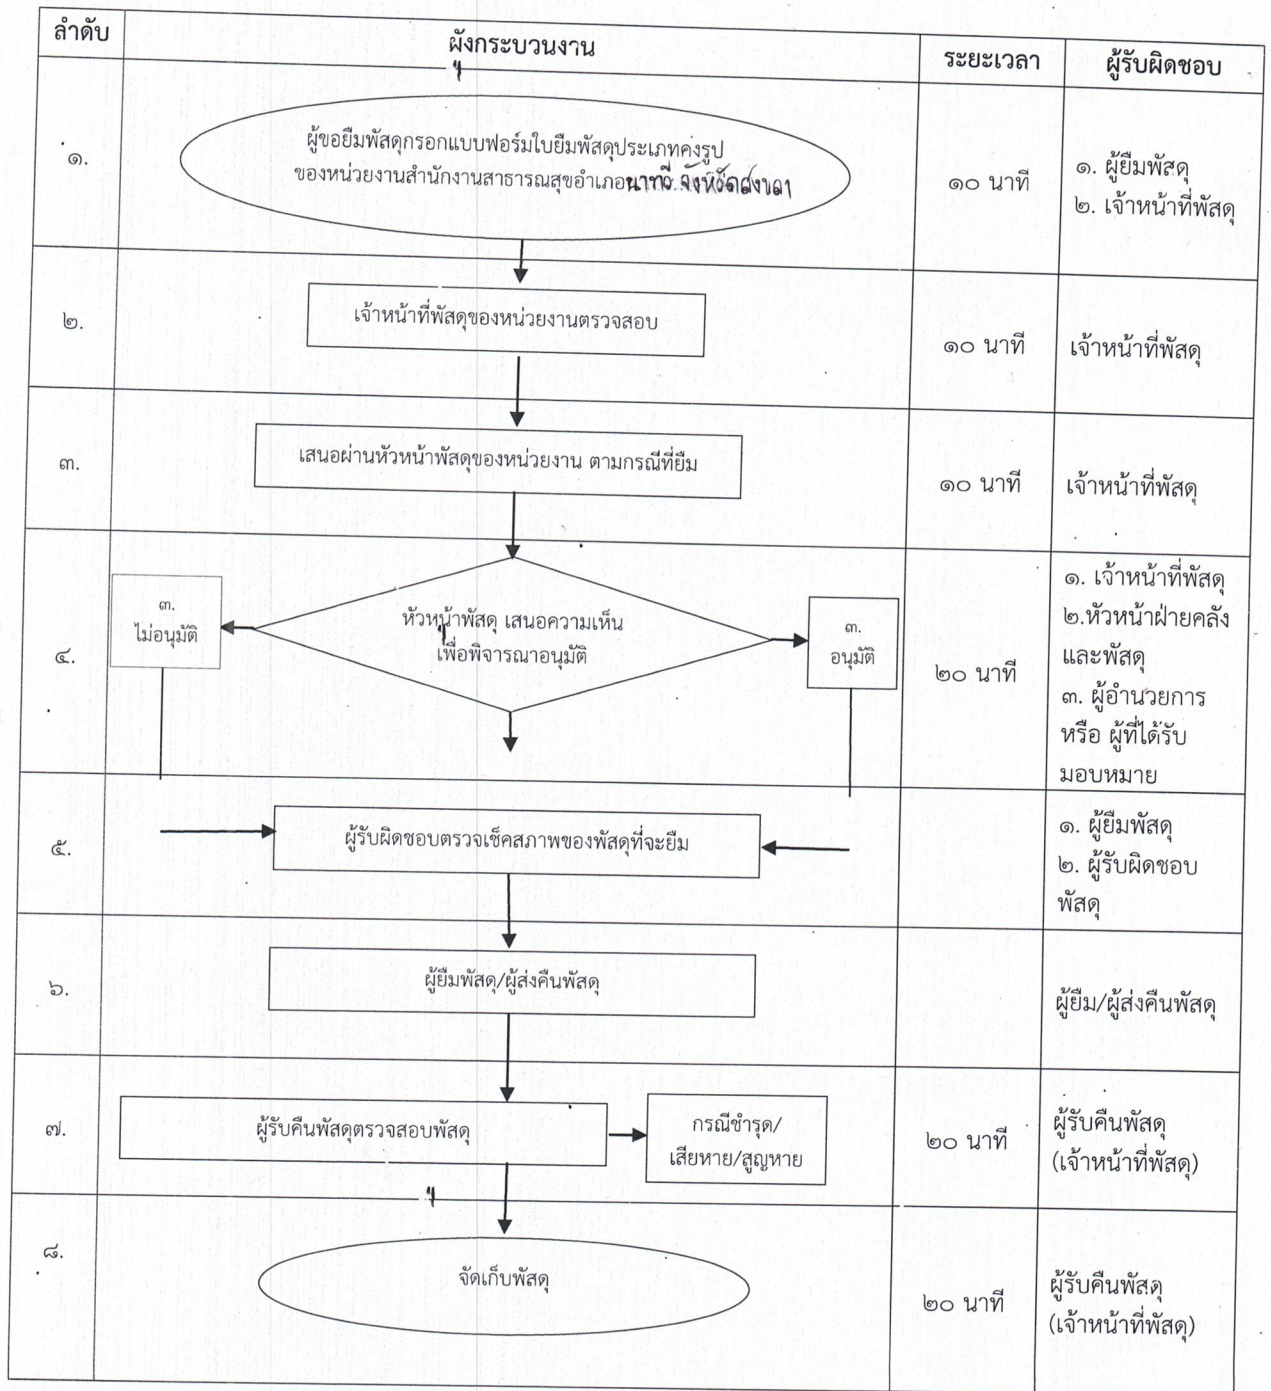 ลำดับ
ผังกระบวนงาน
ระยะเวลา
ผู้รับผิดชอบ
๑.
ผู้ขอยืมพัสดุกรอกแบบฟอร์มใบยืมพัสดุประเภทคงรูป
ของหน่วยงานสำนักงานสาธารณสุขอำเภอนาทวี จังหวัดสงขลา
๑๐ นาที
๑. ผู้ยืมพัสดุ
๒. เจ้าหน้าที่พัสดุ
๒.
เจ้าหน้าที่พัสดุของหน่วยงานตรวจสอบ
๑๐ นาที
เจ้าหน้าที่พัสดุ
๓.
เสนอผ่านหัวหน้าพัสดุของหน่วยงาน ตามกรณีที่ยืม
๑๐ นาที
เจ้าหน้าที่พัสดุ
๔.
๓.
ไม่อนุมัติ
หัวหน้าพัสดุ เสนอความเห็น
เพื่อพิจารณาอนุมัติ
๓.
อนุมัติ
๒๐ นาที
๑. เจ้าหน้าที่พัสดุ
๒.หัวหน้าฝ่ายคลัง
และพัสดุ
๓. ผู้อำนวยการ
หรือ ผู้ที่ได้รับ
มอบหมาย
๕.
ผู้รับผิดชอบตรวจเช็คสภาพของพัสดุที่จะยืม
๑. ผู้ยืมพัสดุ
๒. ผู้รับผิดชอบ
พัสดุ
๖.
ผู้ยืมพัสดุ/ผู้ส่งคืนพัสดุ
ผู้ยืม/ผู้ส่งคืนพัสดุ
๗.
ผู้รับคืนพัสดุตรวจสอบพัสดุ
กรณีชำรุด/
เสียหาย/สูญหาย
๒๐ นาที
ผู้รับคืนพัสดุ
(เจ้าหน้าที่พัสดุ)
๘.
จัดเก็บพัสดุ
๒๐ นาที
ผู้รับคืนพัสดุ
(เจ้าหน้าที่พัสดุ)